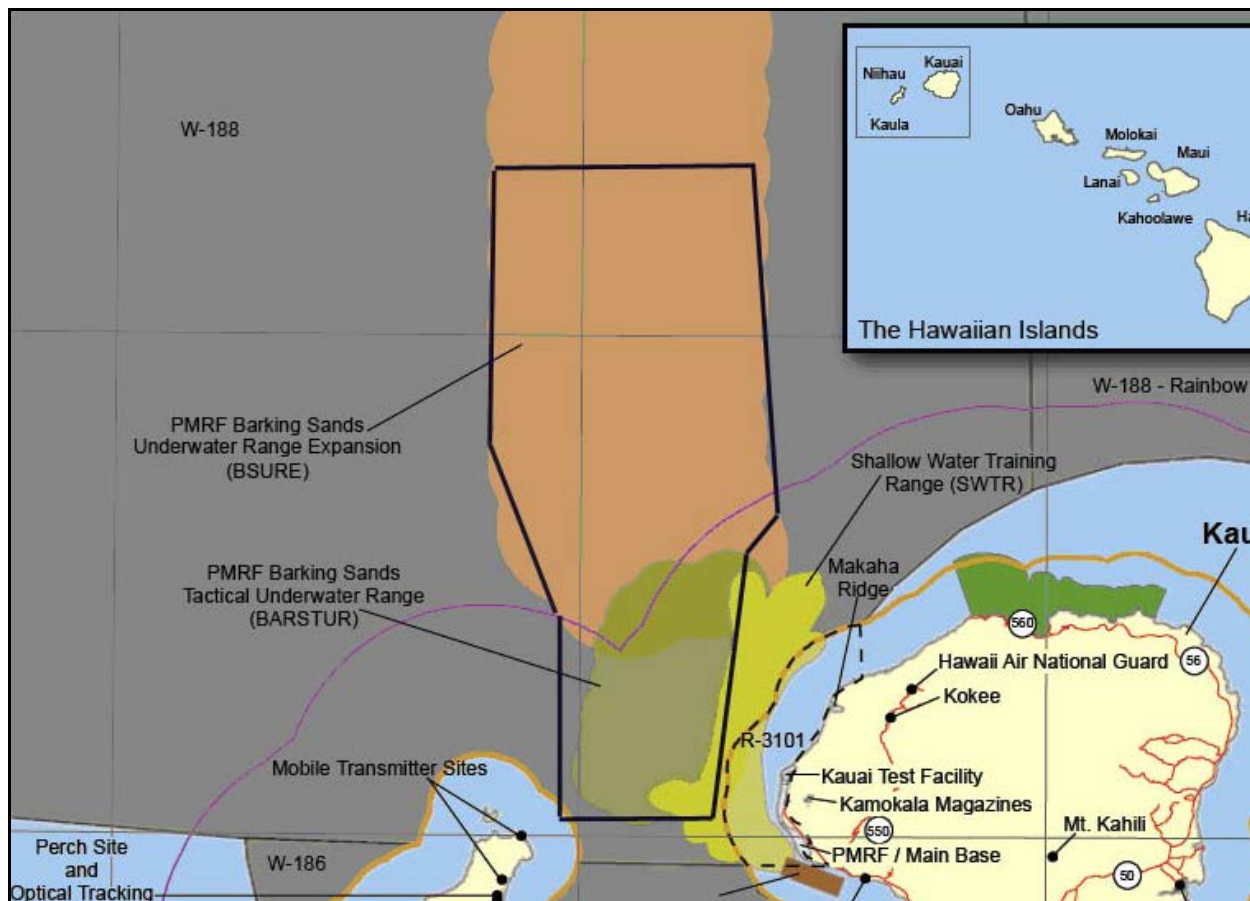 W-188
Niihau
Kauai
Kaula
Oahu
Molokai
Maui
Lanai
Kahoolawe
The Hawaiian Islands
W-188 - Rainbow
PMRF Barking Sands
Underwater Range Expansion
(BSURE)
Shallow Water Training
Range (SWTR)
PMRF Barking Sands
Tactical Underwater Range
(BARSTUR)
Makaha
Ridge
560
56
Hawaii Air National Guard
Kokee
R-3101
Mobile Transmitter Sites
Kauai Test Facility
Kamokala Magazines
550
Mt. Kahili
PMRF / Main Base
50
Perch Site
and
Optical Tracking
W-186